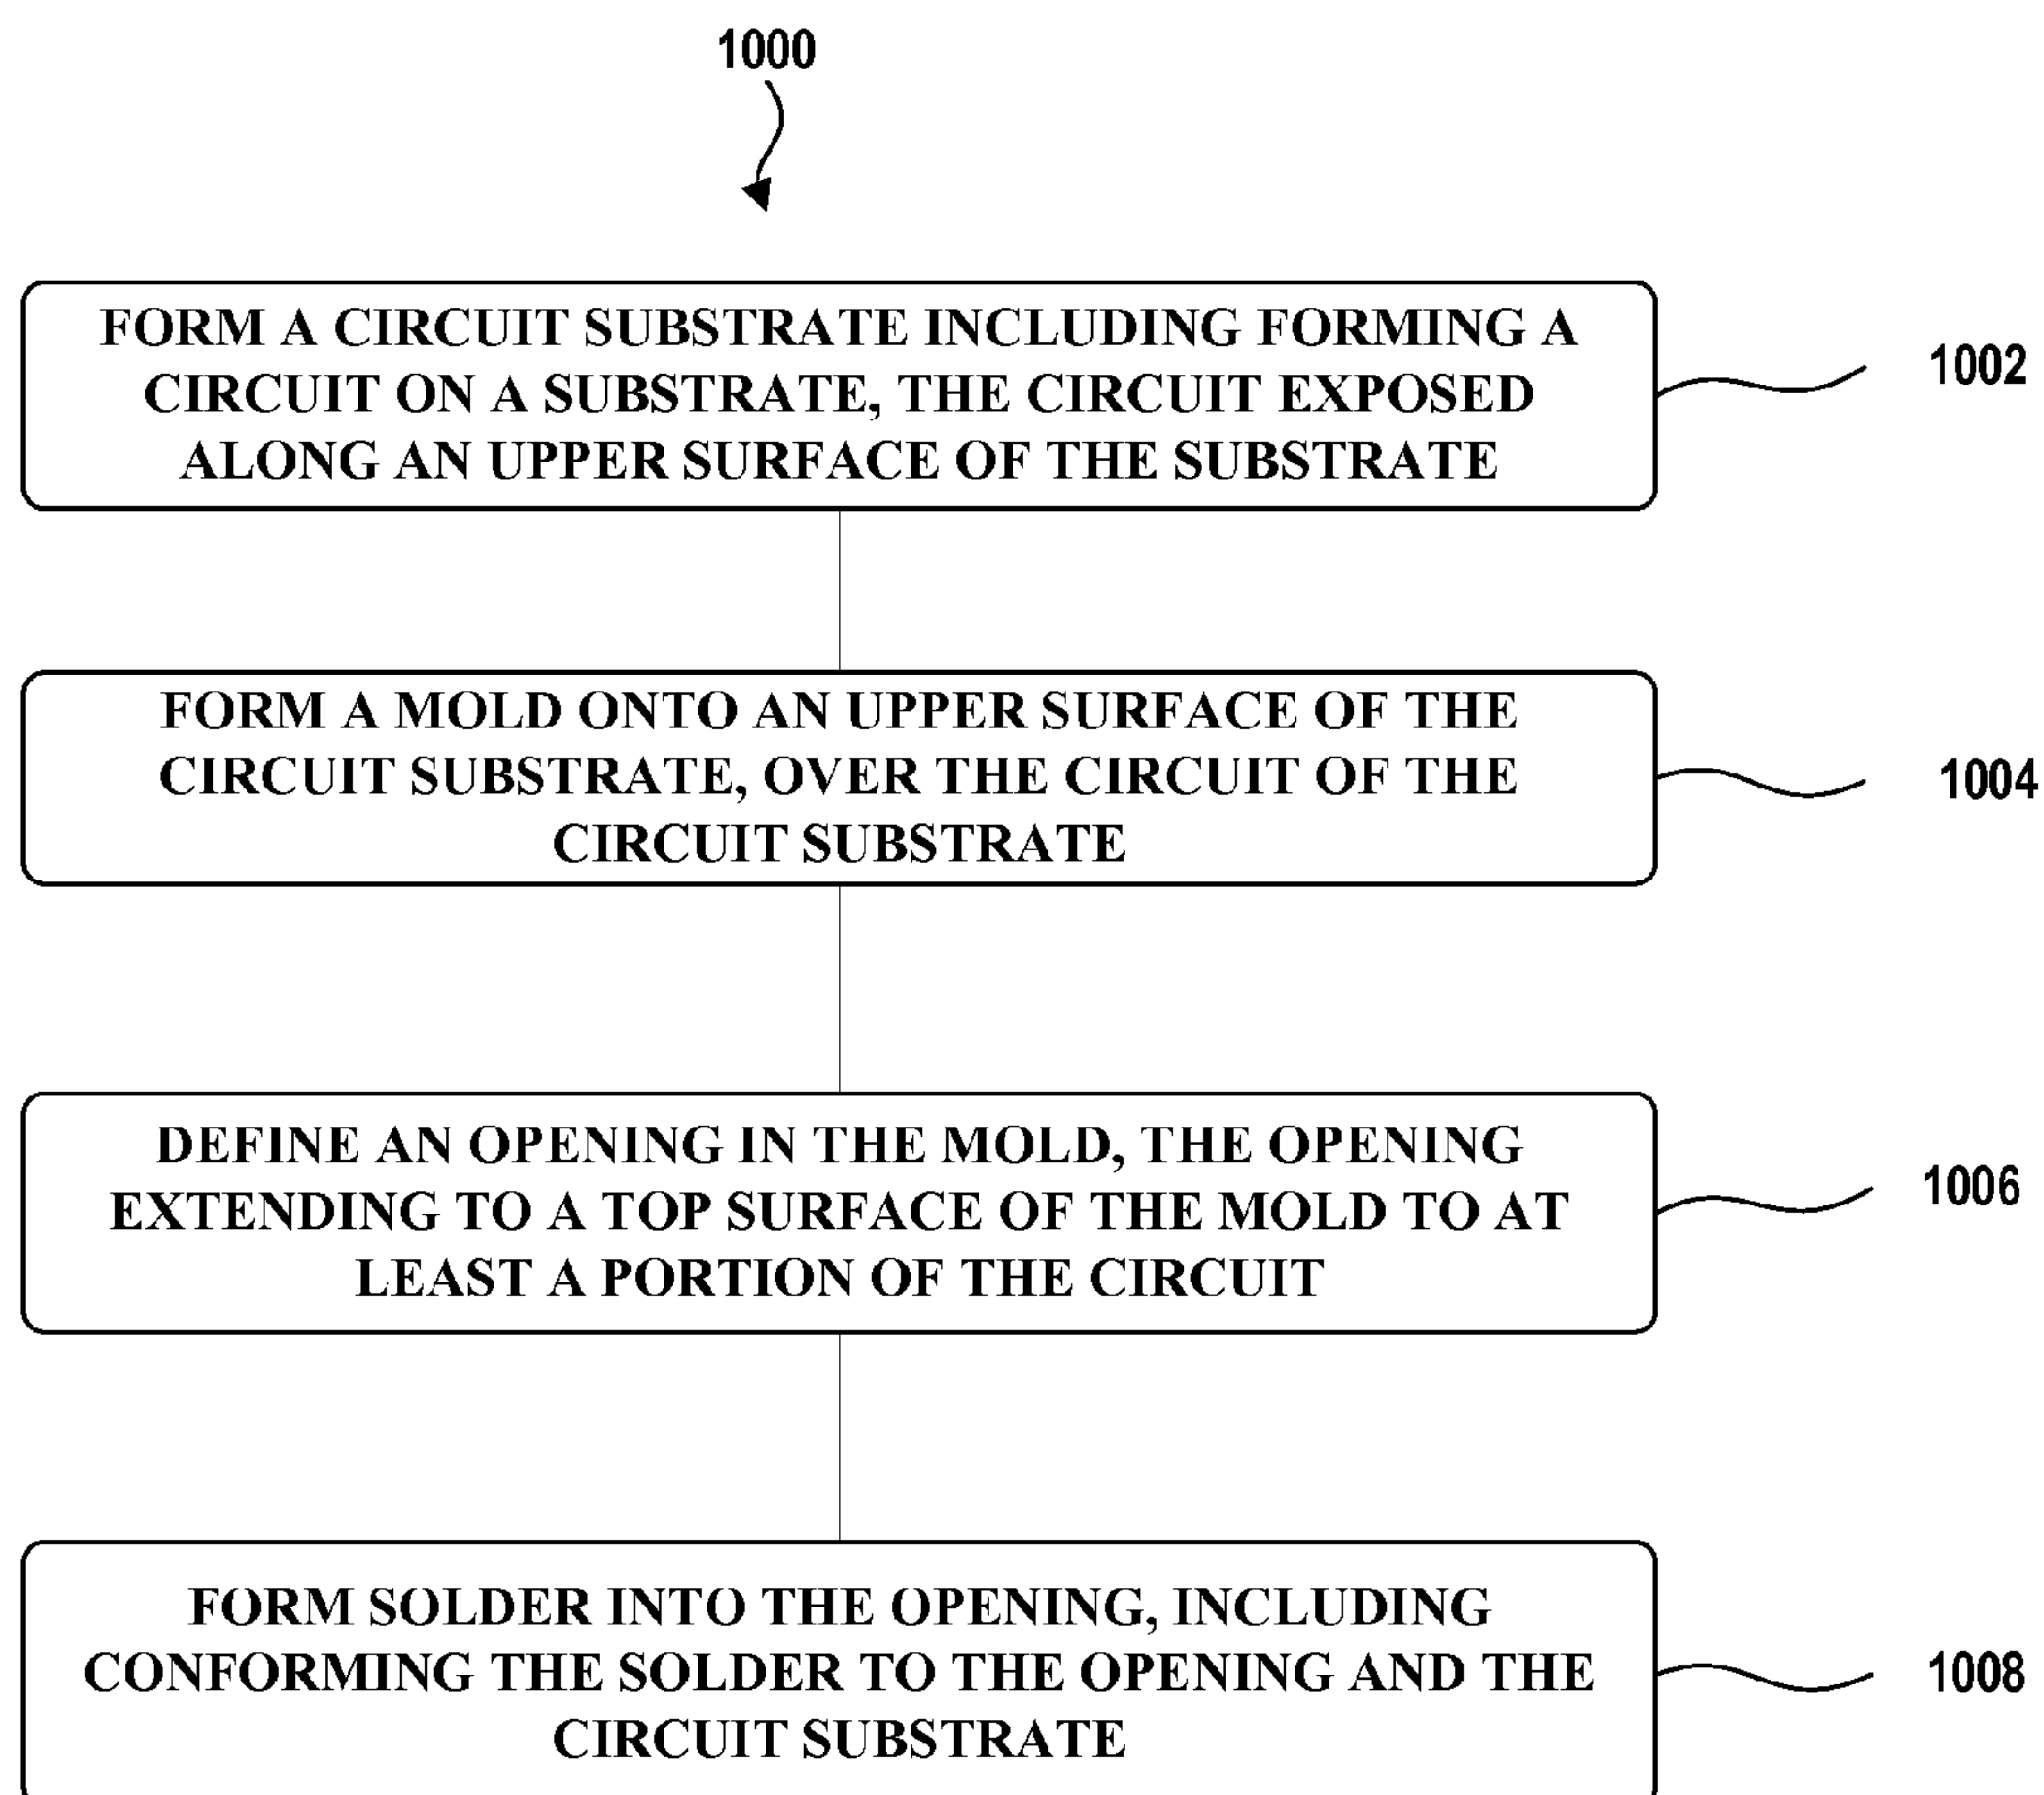 1000
FORM A CIRCUIT SUBSTRATE INCLUDING FORMING A
CIRCUIT ON A SUBSTRATE, THE CIRCUIT EXPOSED
ALONG AN UPPER SURFACE OF THE SUBSTRATE
1002
FORM A MOLD ONTO AN UPPER SURFACE OF THE
CIRCUIT SUBSTRATE, OVER THE CIRCUIT OF THE
CIRCUIT SUBSTRATE
1004
DEFINE AN OPENING IN THE MOLD, THE OPENING
EXTENDING TO A TOP SURFACE OF THE MOLD TO AT
LEAST A PORTION OF THE CIRCUIT
1006
FORM SOLDER INTO THE OPENING, INCLUDING
CONFORMING THE SOLDER TO THE OPENING AND THE
CIRCUIT SUBSTRATE
1008